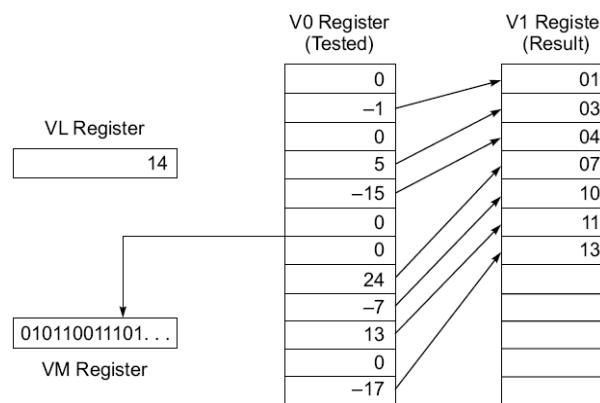 V0 Register
(Tested)
V1 Registe
(Result)
VL Register
14
0
–1
0
5
–15
0
0
24
–7
13
0
–17
01
03
04
07
10
11
13
010110011101. . .
VM Register